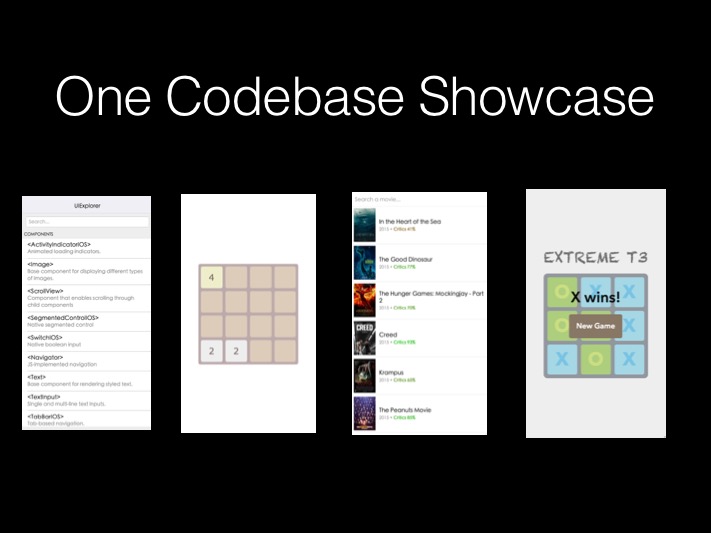 One Codebase Showcase
UIExplorer
Search...
COMPONENTS
<ActivityIndicatorIOS>
Animated loading indicators.
<Image>
Base component for displaying different types
of images.
<ScrollView>
Component that enables scrolling through
child components
<SegmentedControlIOS>
Native segmented control
<SwitchIOS>
Native boolean input
<Navigator>
JS-implemented navigation
<Text>
Base component for rendering styled text.
<TextInput>
Single and multi-line text inputs.
<TabBarIOS>
Tab-based navigation.
4
2 2
Search a movie...
In the Heart of the Sea
2015 • Critics 41%
The Good Dinosaur
2015 • Critics 77%
The Hunger Games: Mockingjay - Part
2
2015 • Critics 70%
CREED
Creed
2015 • Critics 93%
Krampus
2015 •
The Peanuts Movie
2015 •
EXTREME T3
O X X
X wins!
O X
New Game
X O X